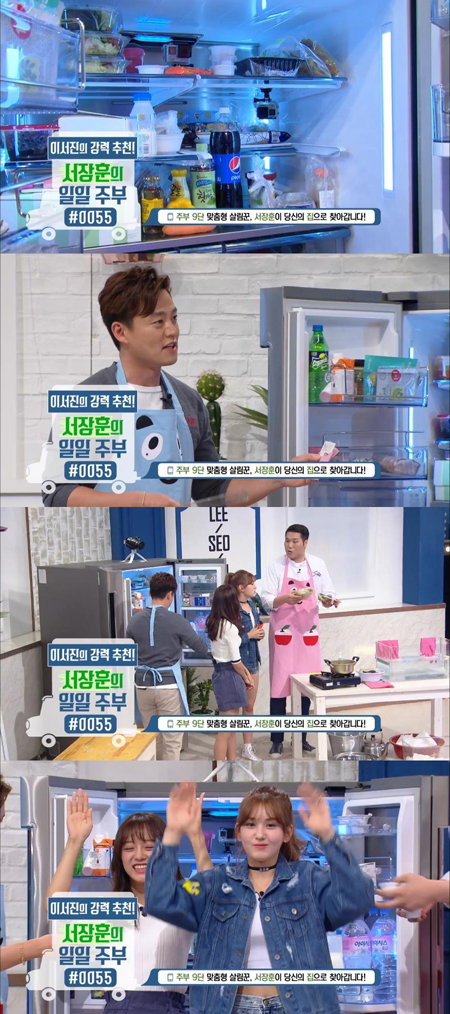 이서진의 강력 추천!
서장훈의
일일 주부
#0055
주부 9단 맞춤형 살림꾼, 서장훈이 당신의 집으로 찾아갑니다!
pepsi
이서진의 강력 추천!
서장훈의
일일 주부
#0055
주부 9단 맞춤형 살림꾼, 서장훈이 당신의 집으로 찾아갑니다!
LEE
SEO
이서진의 강력 추천!
서장훈의
일일 주부
#0055
주부 9단 맞춤형 살림꾼, 서장훈이 당신의 집으로 찾아갑니다!
아이시스
이서진의 강력 추천!
서장훈의
일일 주부
#0055
주부 9단 맞춤형 살림꾼, 서장훈이 당신의 집으로 찾아갑니다!